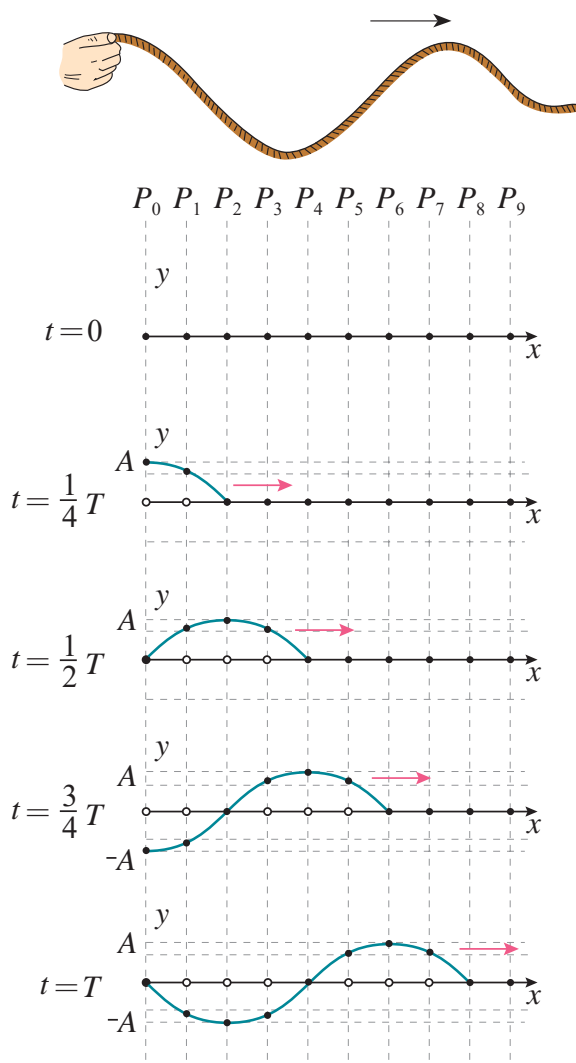 P₀ P₁ P₂ P₃ P₄ P₅ P₆ P₇ P₈ P₉
y
t=0
x
y
A
t=1/4 T
x
y
A
t=1/2 T
x
y
A
t=3/4 T
x
-A
y
A
t=T
x
-A